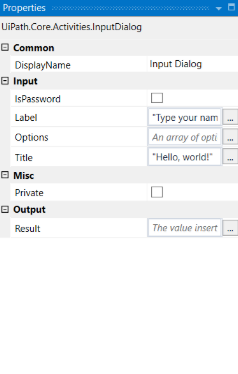 Properties
UiPath.Core.Activities.InputDialog
Common
DisplayName Input Dialog
Input
IsPassword
Label "Type your nam ...
Options An array of opti ...
Title "Hello, world!" ...
Misc
Private
Output
Result The value insert ...